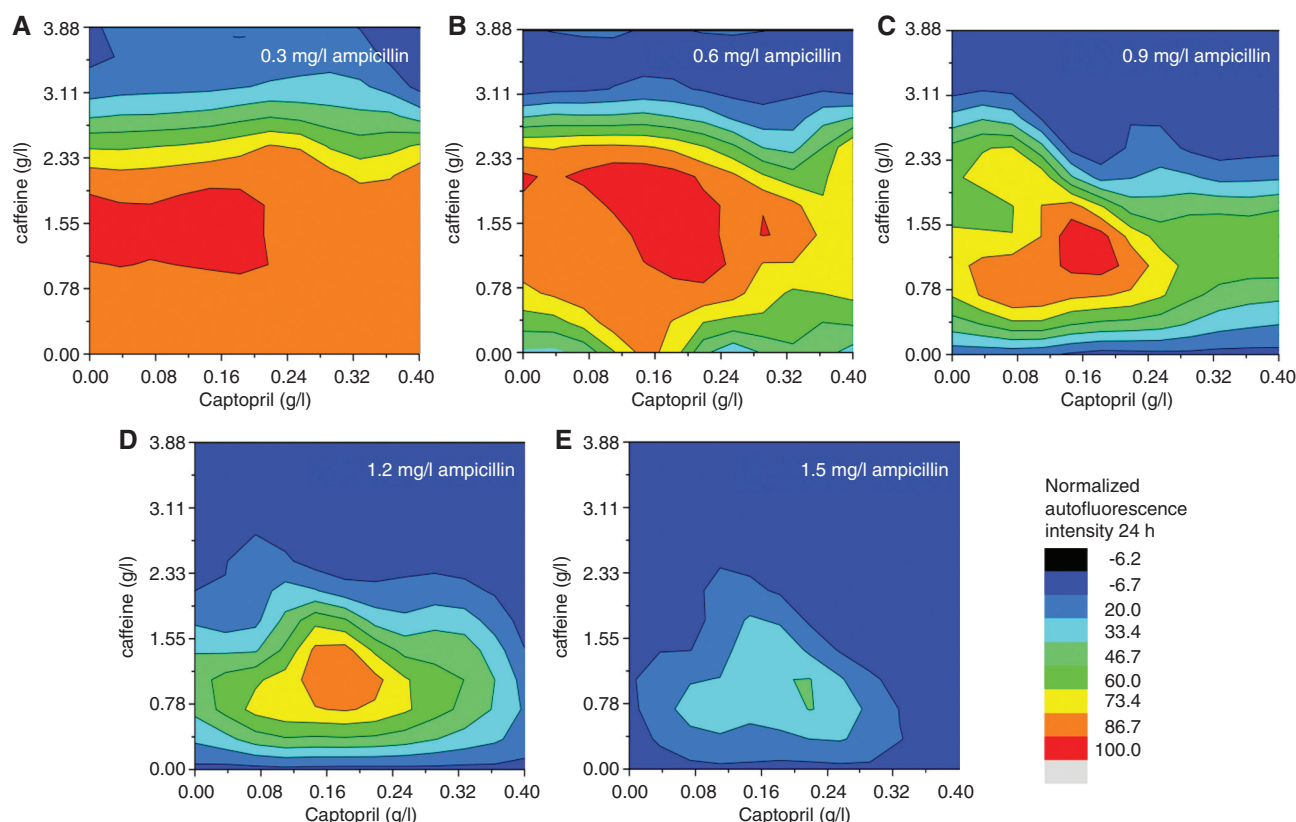 A
3.88
3.11
2.33
1.55
0.78
0.00
caffeine (g/l)
0.3 mg/l ampicillin
0.00 0.08 0.16 0.24 0.32 0.40
Captopril (g/l)
B
3.88
3.11
2.33
1.55
0.78
0.00
caffeine (g/l)
0.6 mg/l ampicillin
0.00 0.08 0.16 0.24 0.32 0.40
Captopril (g/l)
C
3.88
3.11
2.33
1.55
0.78
0.00
caffeine (g/l)
0.9 mg/l ampicillin
0.00 0.08 0.16 0.24 0.32 0.40
Captopril (g/l)
D
3.88
3.11
2.33
1.55
0.78
0.00
caffeine (g/l)
1.2 mg/l ampicillin
0.00 0.08 0.16 0.24 0.32 0.40
Captopril (g/l)
E
3.88
3.11
2.33
1.55
0.78
0.00
caffeine (g/l)
1.5 mg/l ampicillin
0.00 0.08 0.16 0.24 0.32 0.40
Captopril (g/l)
Normalized
autofluorescence
intensity 24 h
-6.2
-6.7
20.0
33.4
46.7
60.0
73.4
86.7
100.0